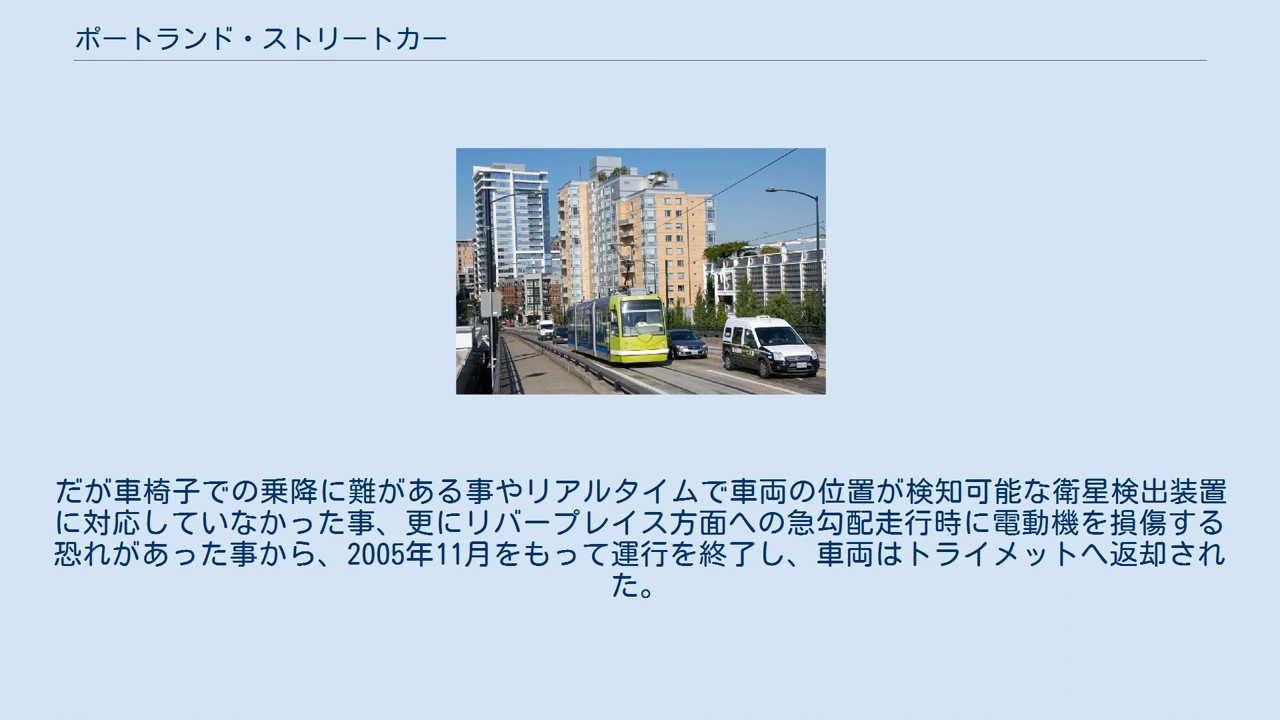 ポートランド・ストリートカー
だが車椅子での乗降に難がある事やリアルタイムで車両の位置が検知可能な衛星検出装置
に対応していなかった事、更にリバープレイス方面への急勾配走行時に電動機を損傷する
恐れがあった事から、2005年11月をもって運行を終了し、車両はトライメットへ返却され
た。